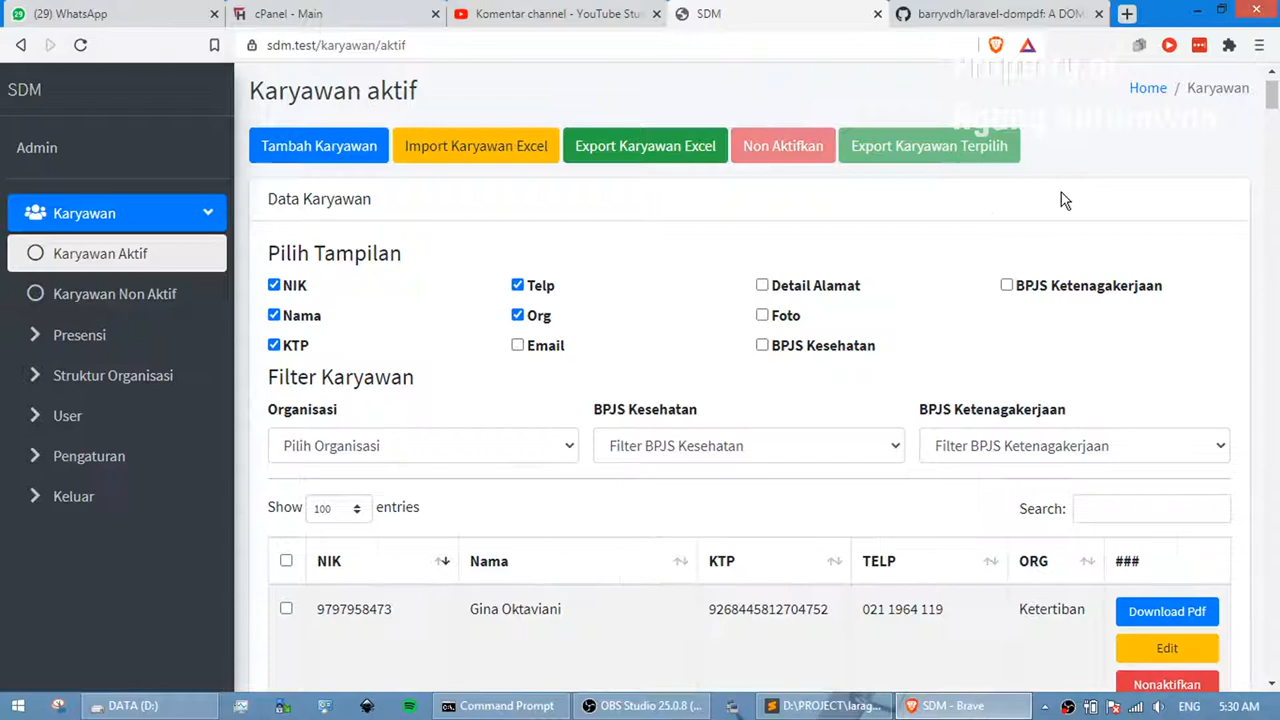 (29) WhatsApp
cPanel - Main
Komentar channel - YouTube Stu
SDM
barryvdh/laravel-dompdf: A DOM
sdm.test/karyawan/aktif
Property of
Agung
SDM
Karyawan aktif
Home / Karyawan
Admin
Tambah Karyawan
Import Karyawan Excel
Export Karyawan Excel
Non Aktifkan
Export Karyawan Terpilih
Karyawan
Karyawan Aktif
Karyawan Non Aktif
Presensi
Struktur Organisasi
User
Pengaturan
Keluar
Data Karyawan
Pilih Tampilan
NIK
Telp
Detail Alamat
BPJS Ketenagakerjaan
Nama
Org
Foto
KTP
Email
BPJS Kesehatan
Filter Karyawan
Organisasi
BPJS Kesehatan
BPJS Ketenagakerjaan
Pilih Organisasi
Filter BPJS Kesehatan
Filter BPJS Ketenagakerjaan
Show 100 entries
Search:
NIK Nama KTP TELP ORG ###
9797958473 Gina Oktaviani 9268445812704752 021 1964 119 Ketertiban
Download Pdf
Edit
Nonaktifkan
DATA (D:)
Command Prompt
OBS Studio 25.0.8 (...
D:\PROJECT\larag...
SDM - Brave
ENG
5:30 AM